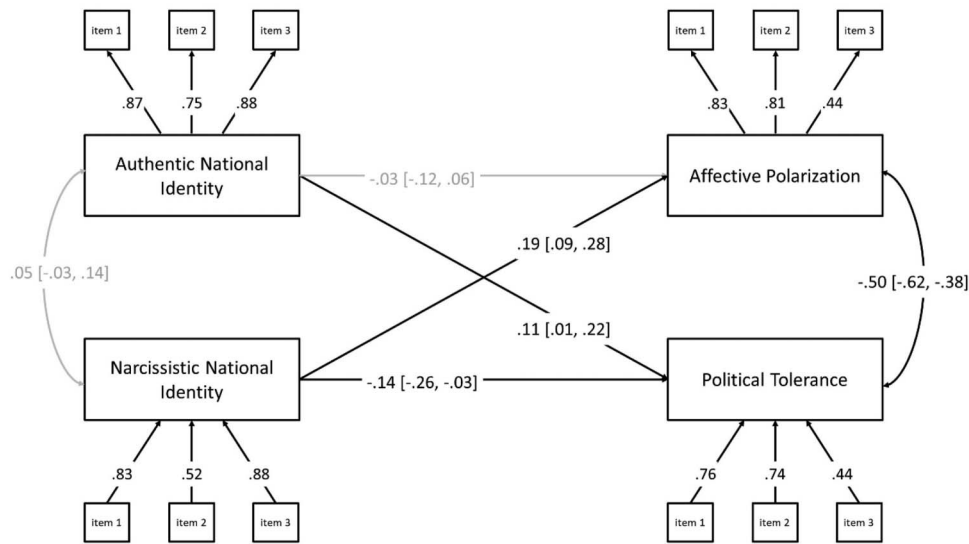 item 1 item 2 item 3 item 1 item 2 item 3
.87 .75 .88 .83 .81 .44
Authentic National
Identity
-.03 [-.12, .06]
Affective Polarization
.19 [.09, .28]
.05 [-.03, .14]
-.50 [-.62, -.38]
.11 [.01, .22]
Narcissistic National
Identity
-.14 [-.26, -.03]
Political Tolerance
.83 .52 .88 .76 .74 .44
item 1 item 2 item 3 item 1 item 2 item 3